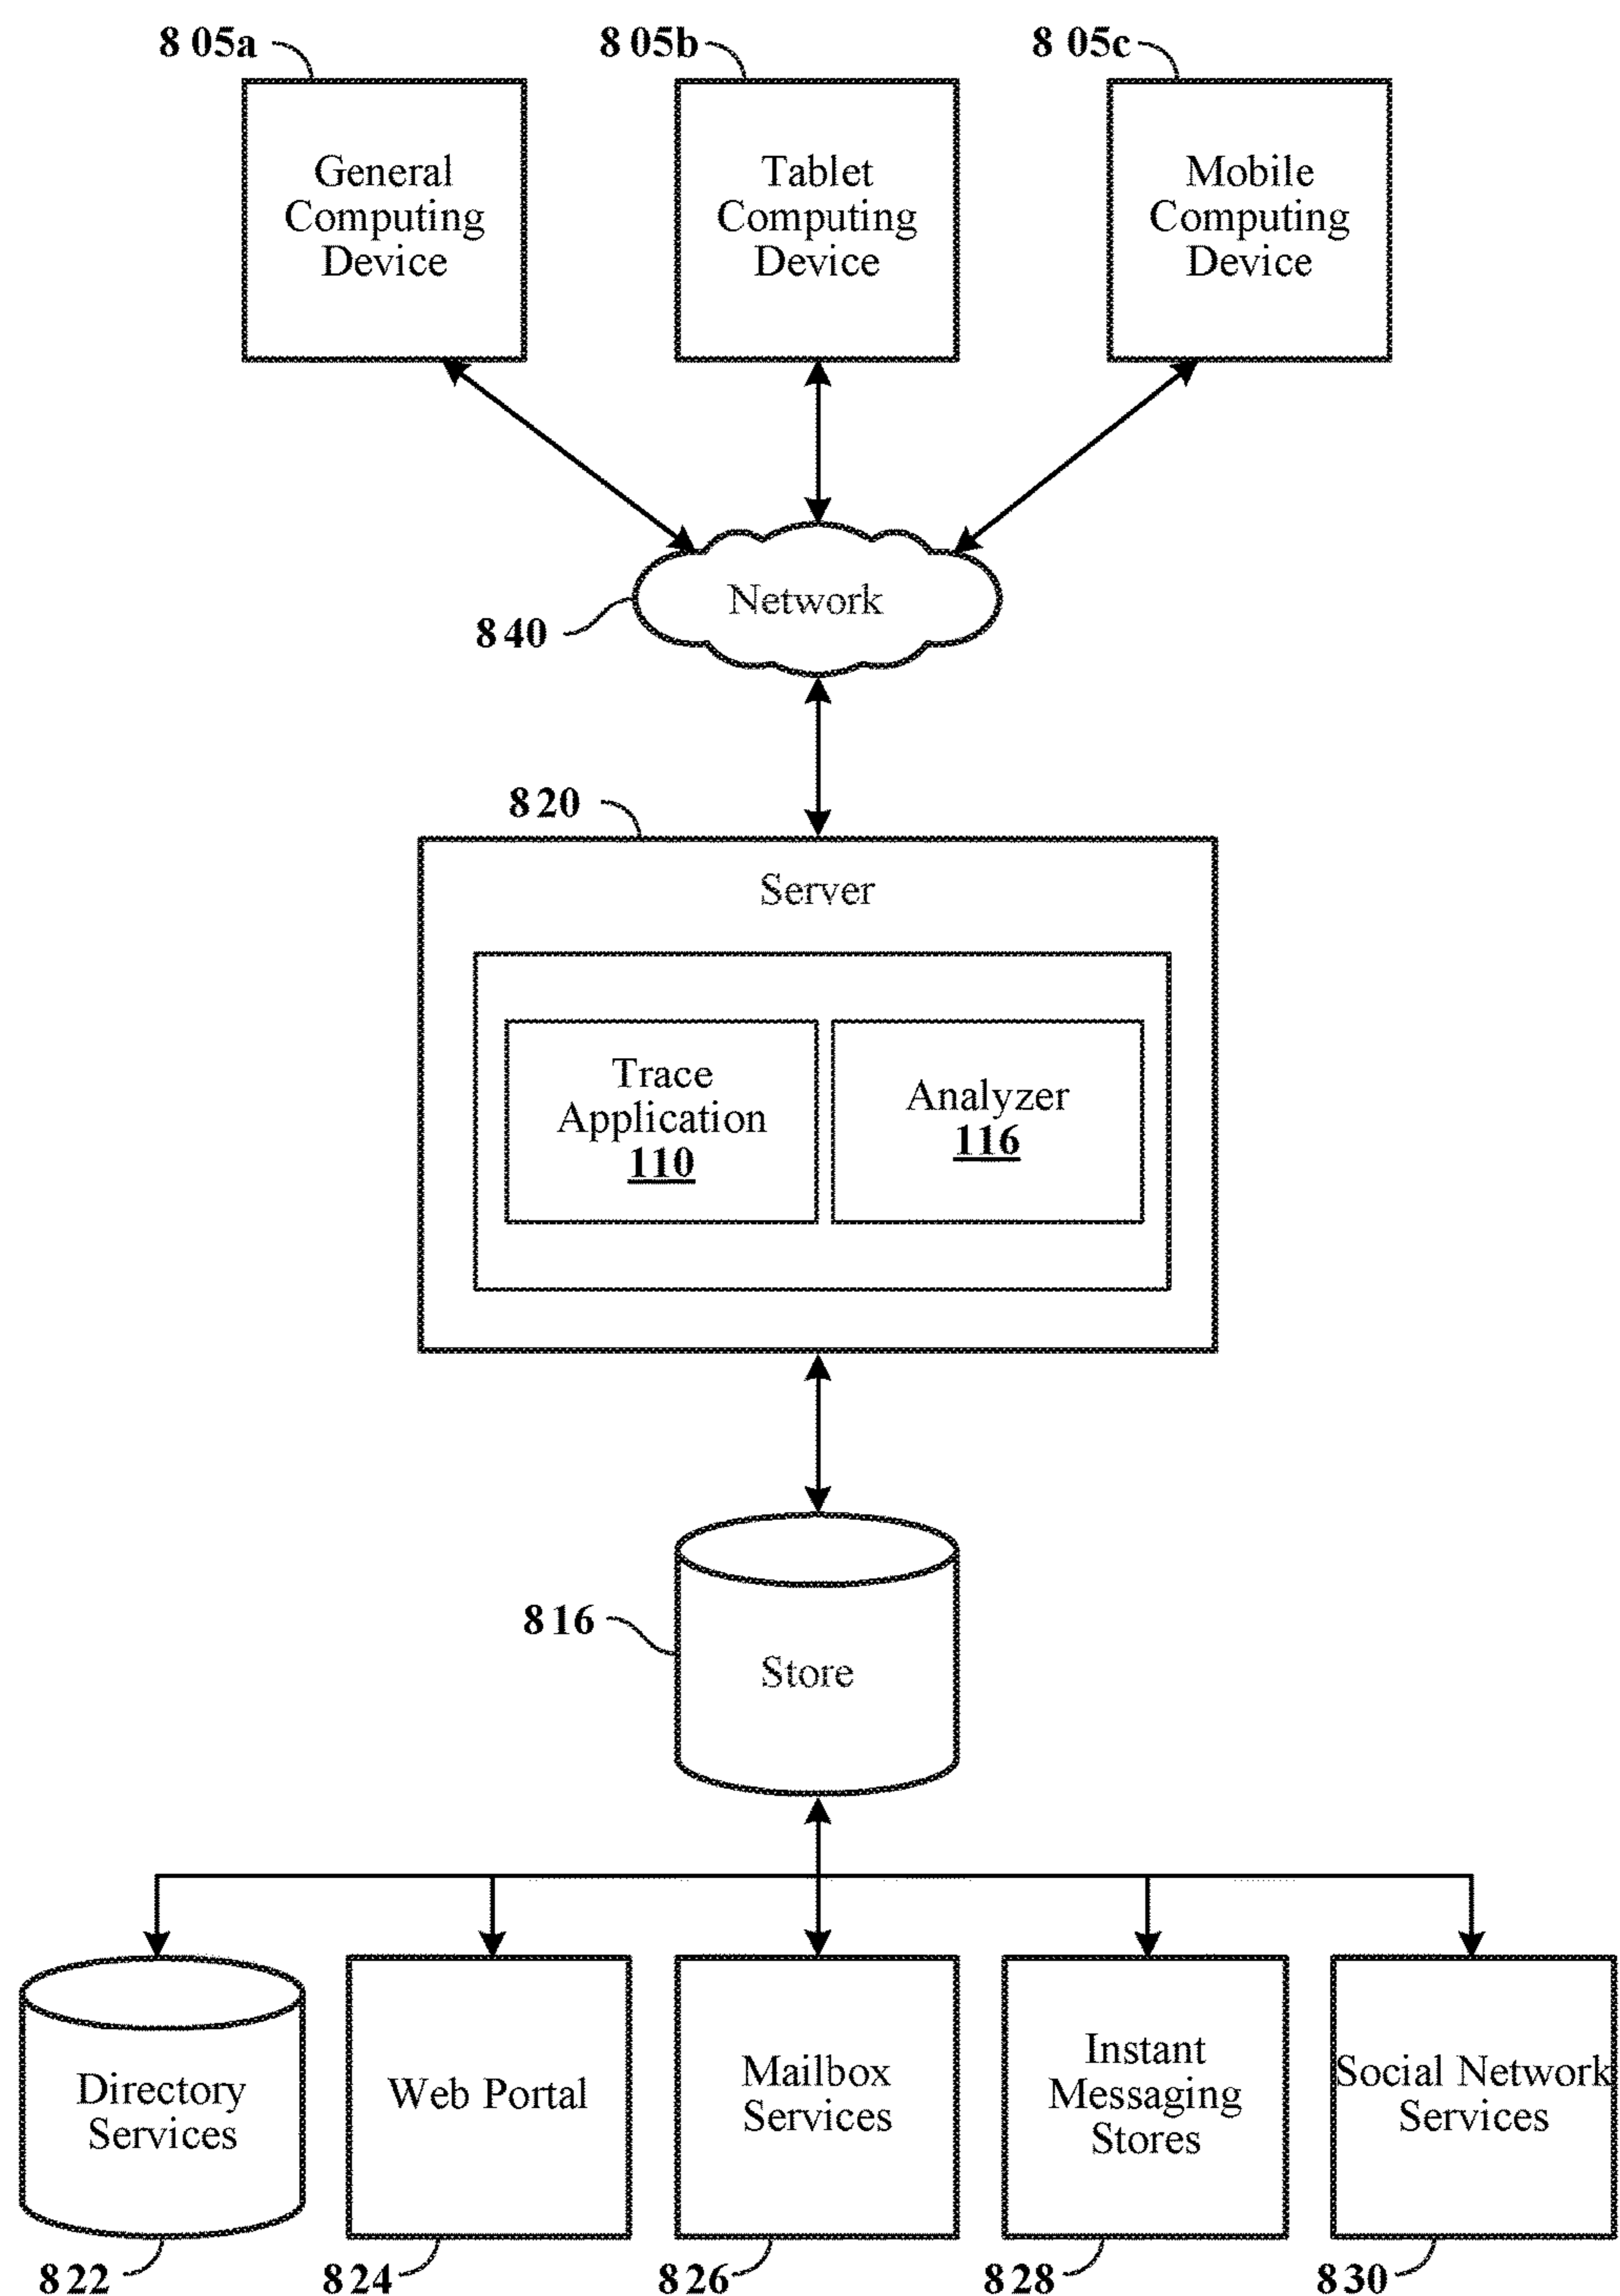 805a 805b 805c
General Computing Device
Tablet Computing Device
Mobile Computing Device
Network
840
820
Server
Trace Application 110
Analyzer 116
816
Store
Directory Services
Web Portal
Mailbox Services
Instant Messaging Stores
Social Network Services
822 824 826 828 830